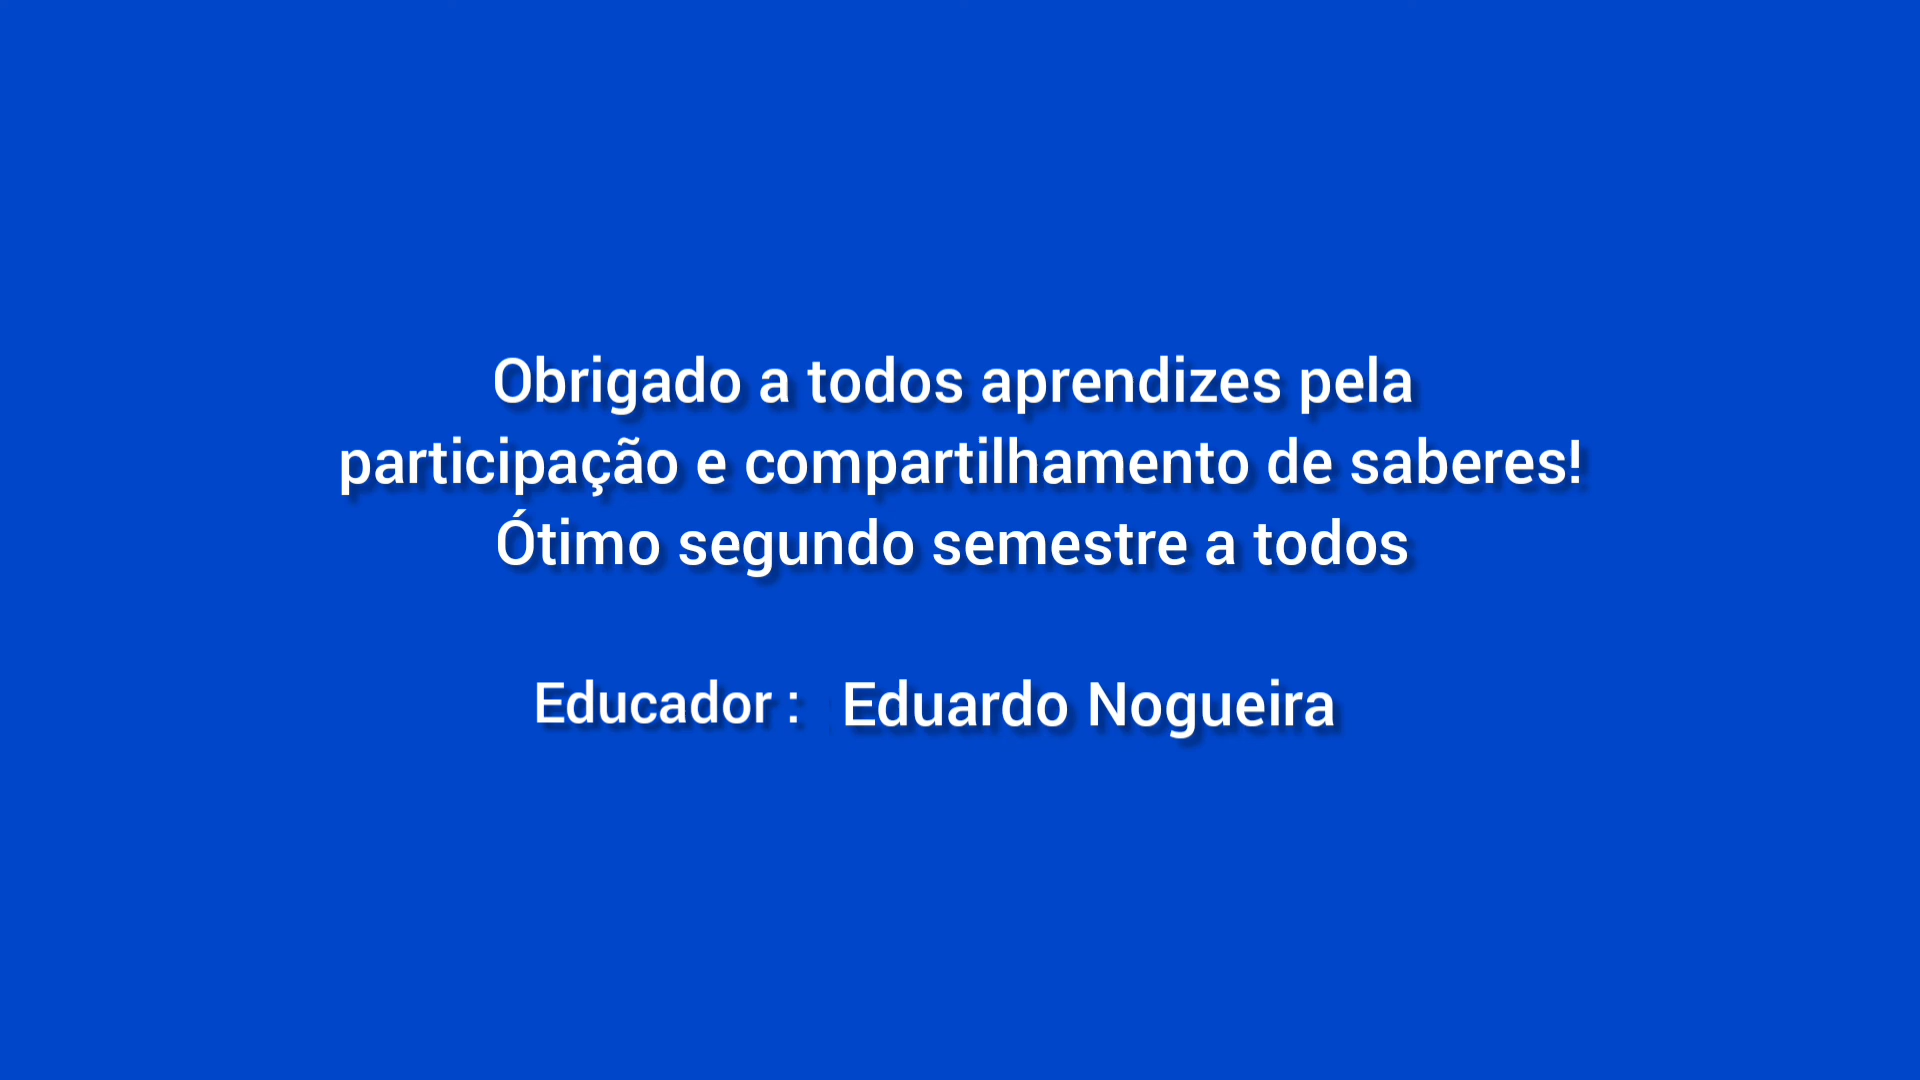 Obrigado a todos aprendizes pela
participação e compartilhamento de saberes!
Ótimo segundo semestre a todos
Educador : Eduardo Nogueira